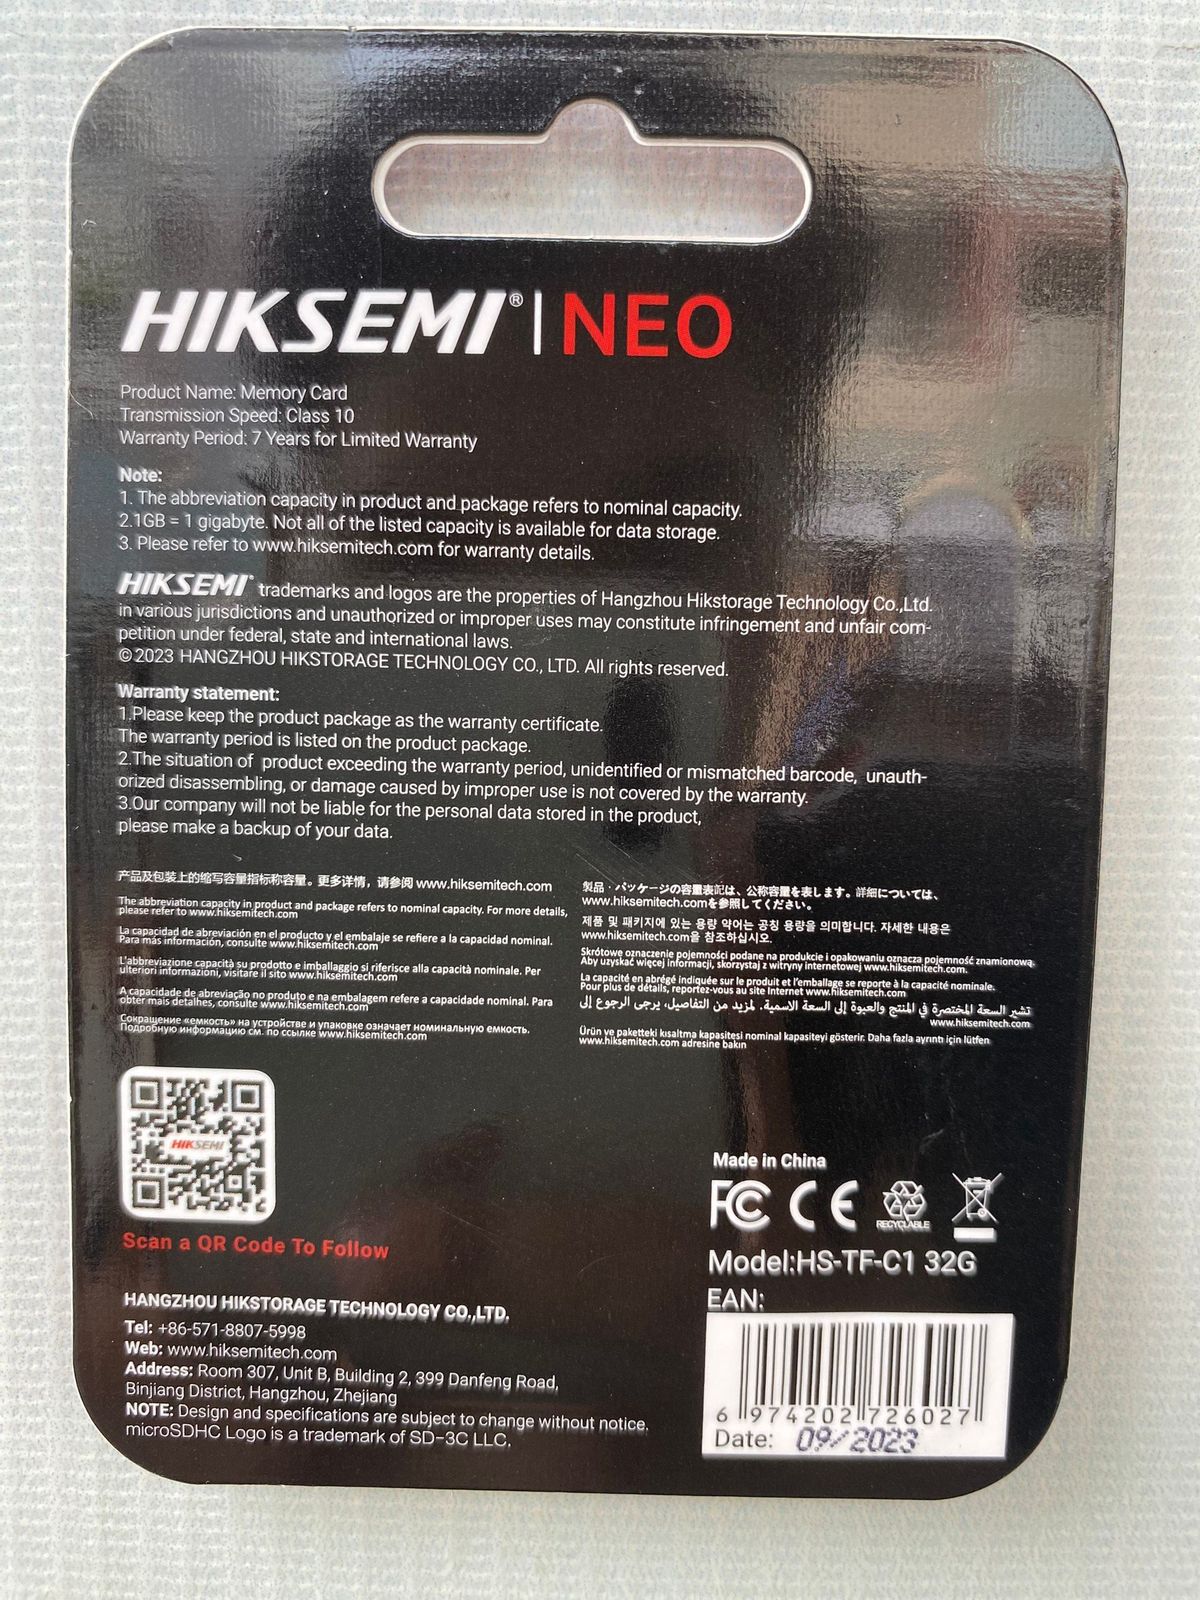 HIKSEMI® | NEO
Product Name: Memory Card
Transmission Speed: Class 10
Warranty Period: 7 Years for Limited Warranty
Note:
1. The abbreviation capacity in product and package refers to nominal capacity.
2.1GB = 1 gigabyte. Not all of the listed capacity is available for data storage.
3. Please refer to www.hiksemitech.com for warranty details.
HIKSEMI® trademarks and logos are the properties of Hangzhou Hikstorage Technology Co.,Ltd.
in various jurisdictions and unauthorized or improper uses may constitute infringement and unfair com-
petition under federal, state and international laws.
©2023 HANGZHOU HIKSTORAGE TECHNOLOGY CO., LTD. All rights reserved.
Warranty statement:
1.Please keep the product package as the warranty certificate.
The warranty period is listed on the product package.
2.The situation of product exceeding the warranty period, unidentified or mismatched barcode, unauth-
orized disassembling, or damage caused by improper use is not covered by the warranty.
3.Our company will not be liable for the personal data stored in the product,
please make a backup of your data.
产品及包装上的缩写容量指标称容量。更多详情，请参阅 www.hiksemitech.com
The abbreviation capacity in product and package refers to nominal capacity. For more details,
please refer to www.hiksemitech.com
La capacidad de abreviación en el producto y el embalaje se refiere a la capacidad nominal.
Para más información, consulte www.hiksemitech.com
L'abbreviazione capacità su prodotto e imballaggio si riferisce alla capacità nominale. Per
ulteriori informazioni, visitare il sito www.hiksemitech.com
A capacidade de abreviação no produto e na embalagem refere a capacidade nominal. Para
obter mais detalhes, consulte www.hiksemitech.com
Сокращение «емкость» на устройстве и упаковке означает номинальную емкость.
Подробную информацию см. по ссылке www.hiksemitech.com
製品・パッケージの容量表記は、公称容量を表します。詳細については、
www.hiksemitech.comを参照してください。
제품 및 패키지에 있는 용량 약어는 공칭 용량을 의미합니다. 자세한 내용은
www.hiksemitech.com을 참조하십시오.
Skrótowe oznaczenie pojemności podane na produkcie i opakowaniu oznacza pojemność znamionową.
Aby uzyskać więcej informacji, skorzystaj z witryny internetowej www.hiksemitech.com.
La capacité en abrégé indiquée sur le produit et l'emballage se reporte à la capacité nominale.
Pour plus de détails, reportez-vous au site Internet www.hiksemitech.com
تشير السعة المختصرة في المنتج والعبوة إلى السعة الاسمية. لمزيد من التفاصيل، يرجى الرجوع إلى
www.hiksemitech.com
Ürün ve paketteki kısaltma kapasitesi nominal kapasiteyi gösterir. Daha fazla ayrıntı için lütfen
www.hiksemitech.com adresine bakın
HIKSEMI
Scan a QR Code To Follow
HANGZHOU HIKSTORAGE TECHNOLOGY CO.,LTD.
Tel: +86-571-8807-5998
Web: www.hiksemitech.com
Address: Room 307, Unit B, Building 2, 399 Danfeng Road,
Binjiang District, Hangzhou, Zhejiang
NOTE: Design and specifications are subject to change without notice.
microSDHC Logo is a trademark of SD-3C LLC.
Made in China
FC CE
RECYCLABLE
Model:HS-TF-C1 32G
EAN:
6 974202 726027
Date: 09/2023